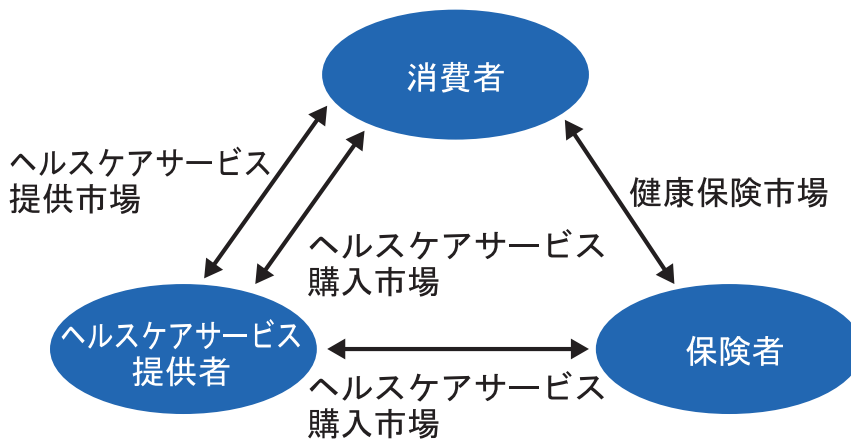 消費者
ヘルスケアサービス
提供市場
健康保険市場
ヘルスケアサービス
購入市場
ヘルスケアサービス
提供者
保険者
ヘルスケアサービス
購入市場